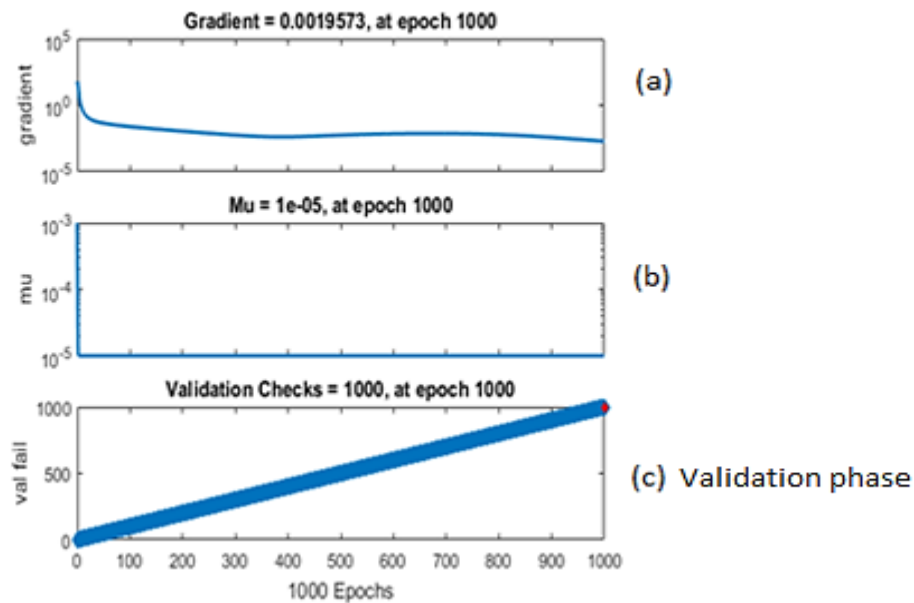 Gradient = 0.0019573, at epoch 1000
10^5
10^0
10^-5
gradient
(a)
Mu = 1e-05, at epoch 1000
10^-3
10^-4
10^-5
mu
(b)
Validation Checks = 1000, at epoch 1000
1000
500
0
val fail
(c) Validation phase
0 100 200 300 400 500 600 700 800 900 1000
1000 Epochs